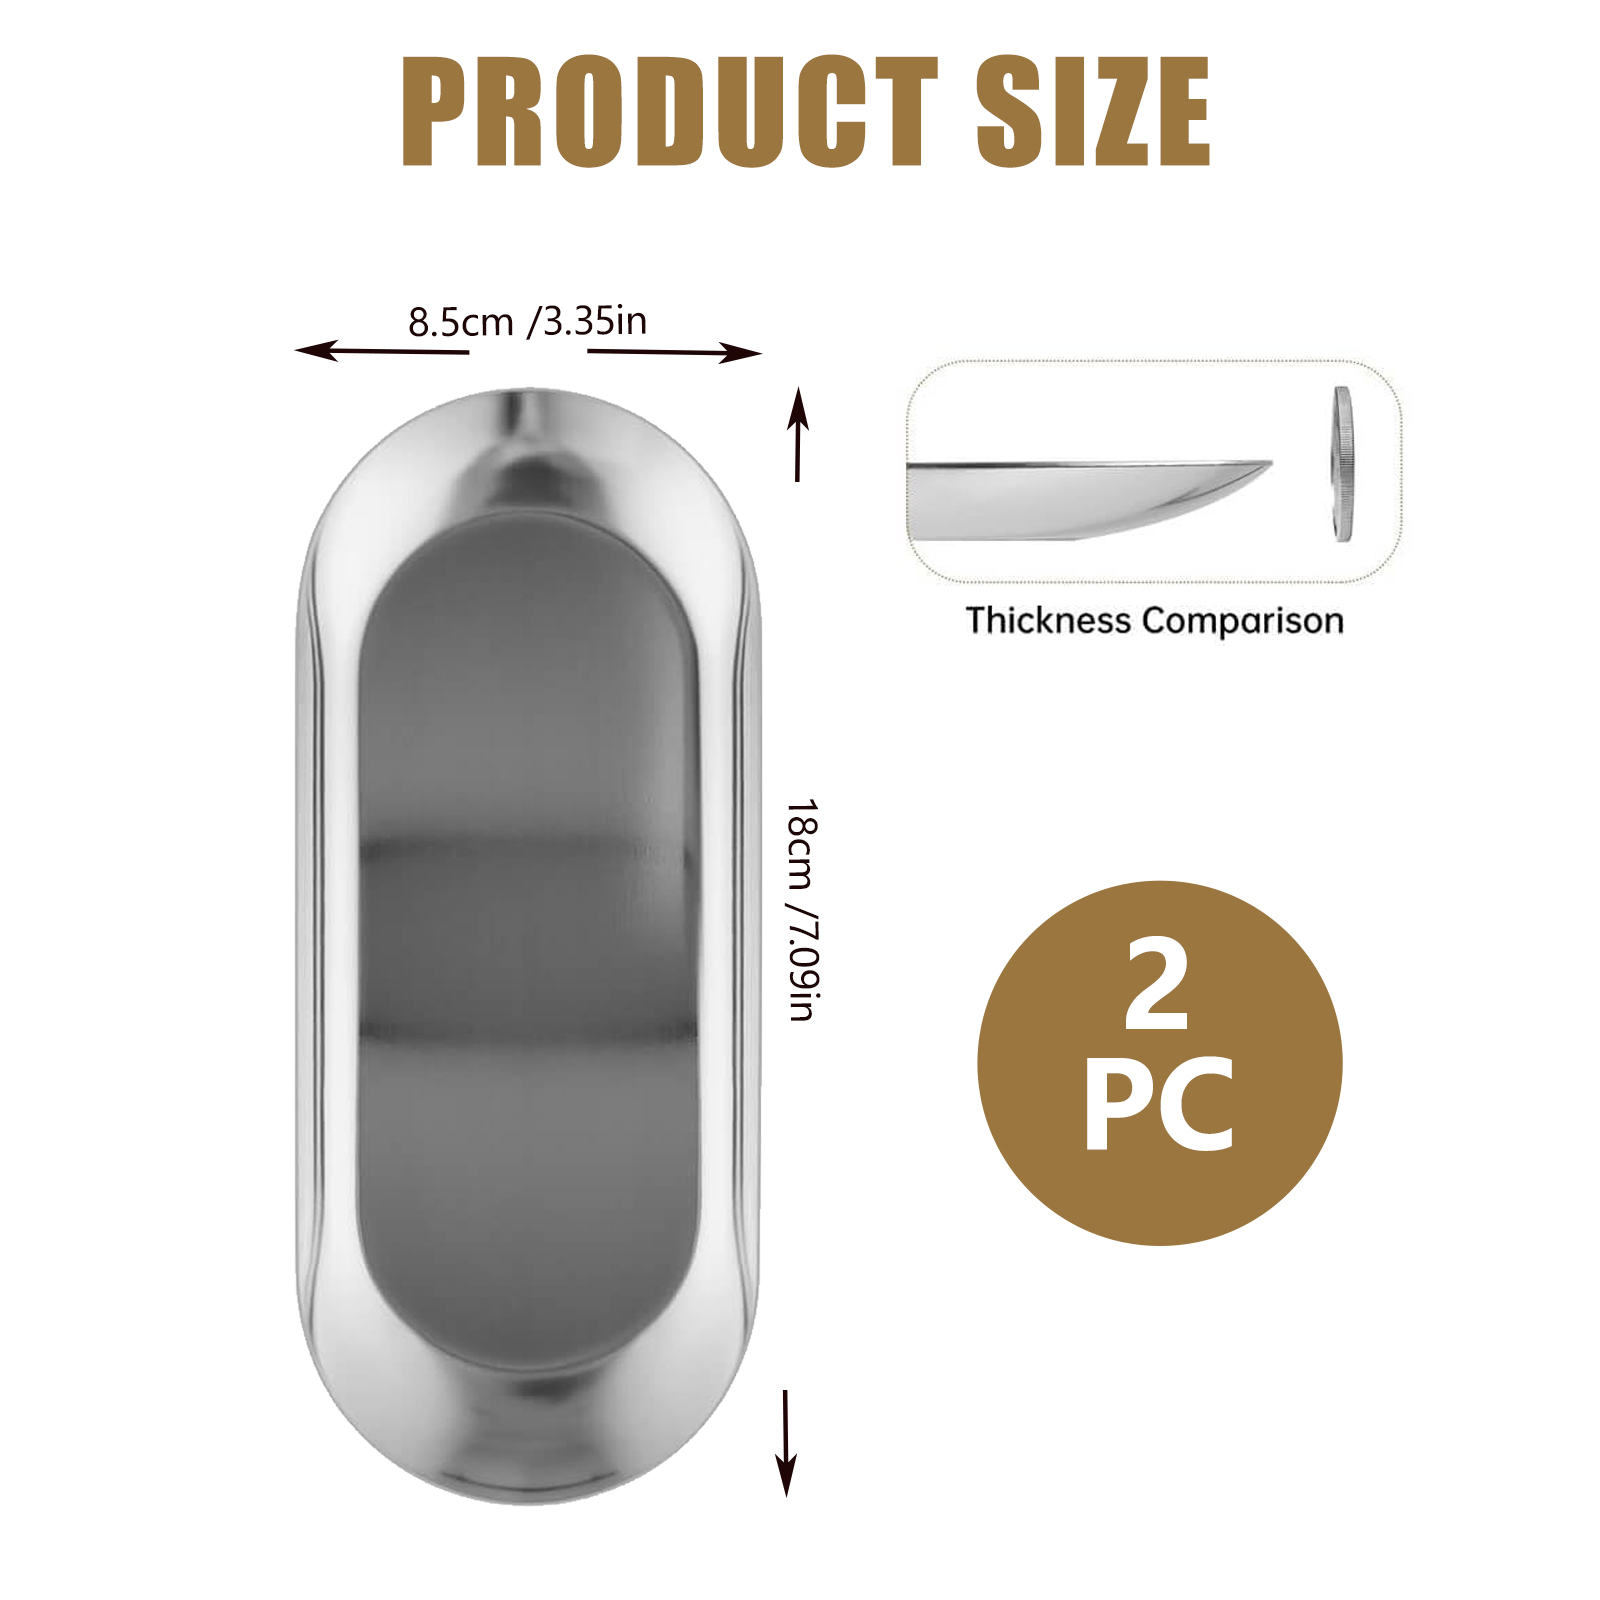 PRODUCT SIZE
8.5cm /3.35in
Thickness Comparison
18cm /7.09in
2
PC